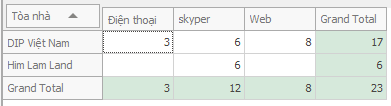 Tòa nhà Điện thoại skyper Web Grand Total
DIP Việt Nam 3 6 8 17
Him Lam Land 6 6
Grand Total 3 12 8 23